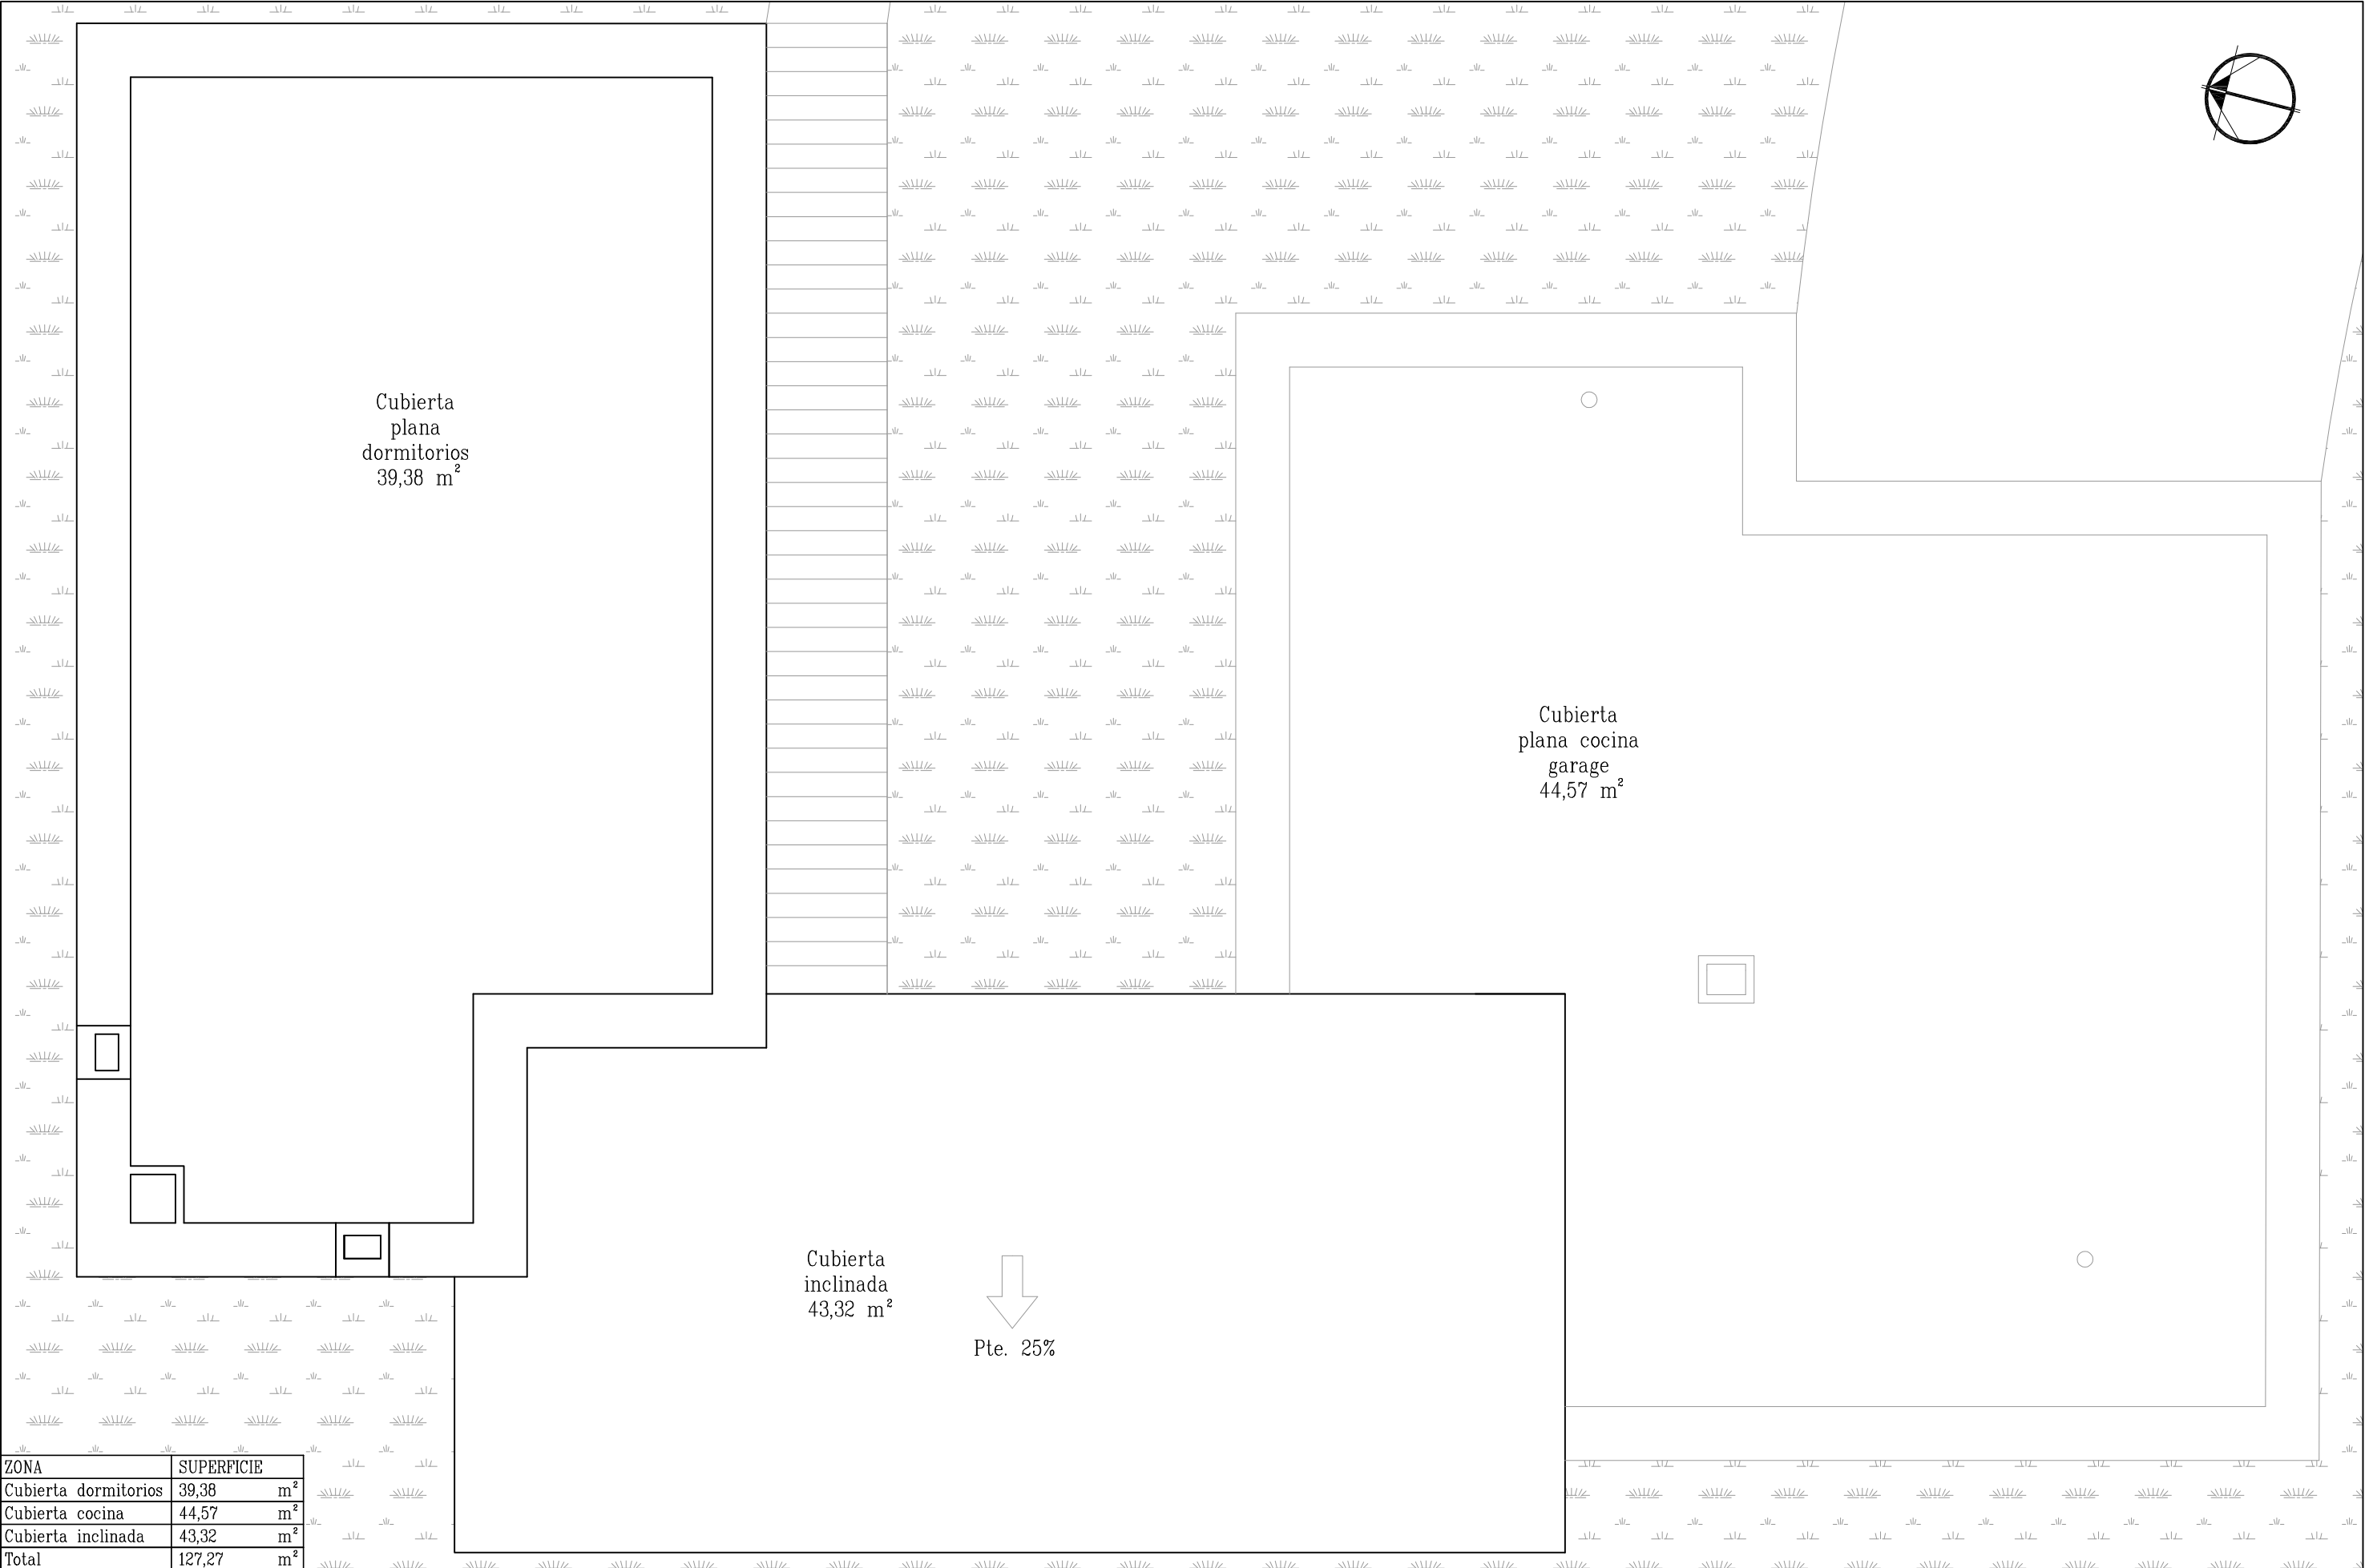 Cubierta
plana
dormitorios
39,38 m²
Cubierta
plana cocina
garage
44,57 m²
Cubierta
inclinada
43,32 m²
Pte. 25%
ZONA SUPERFICIE
Cubierta dormitorios 39,38 m²
Cubierta cocina 44,57 m²
Cubierta inclinada 43,32 m²
Total 127,27 m²